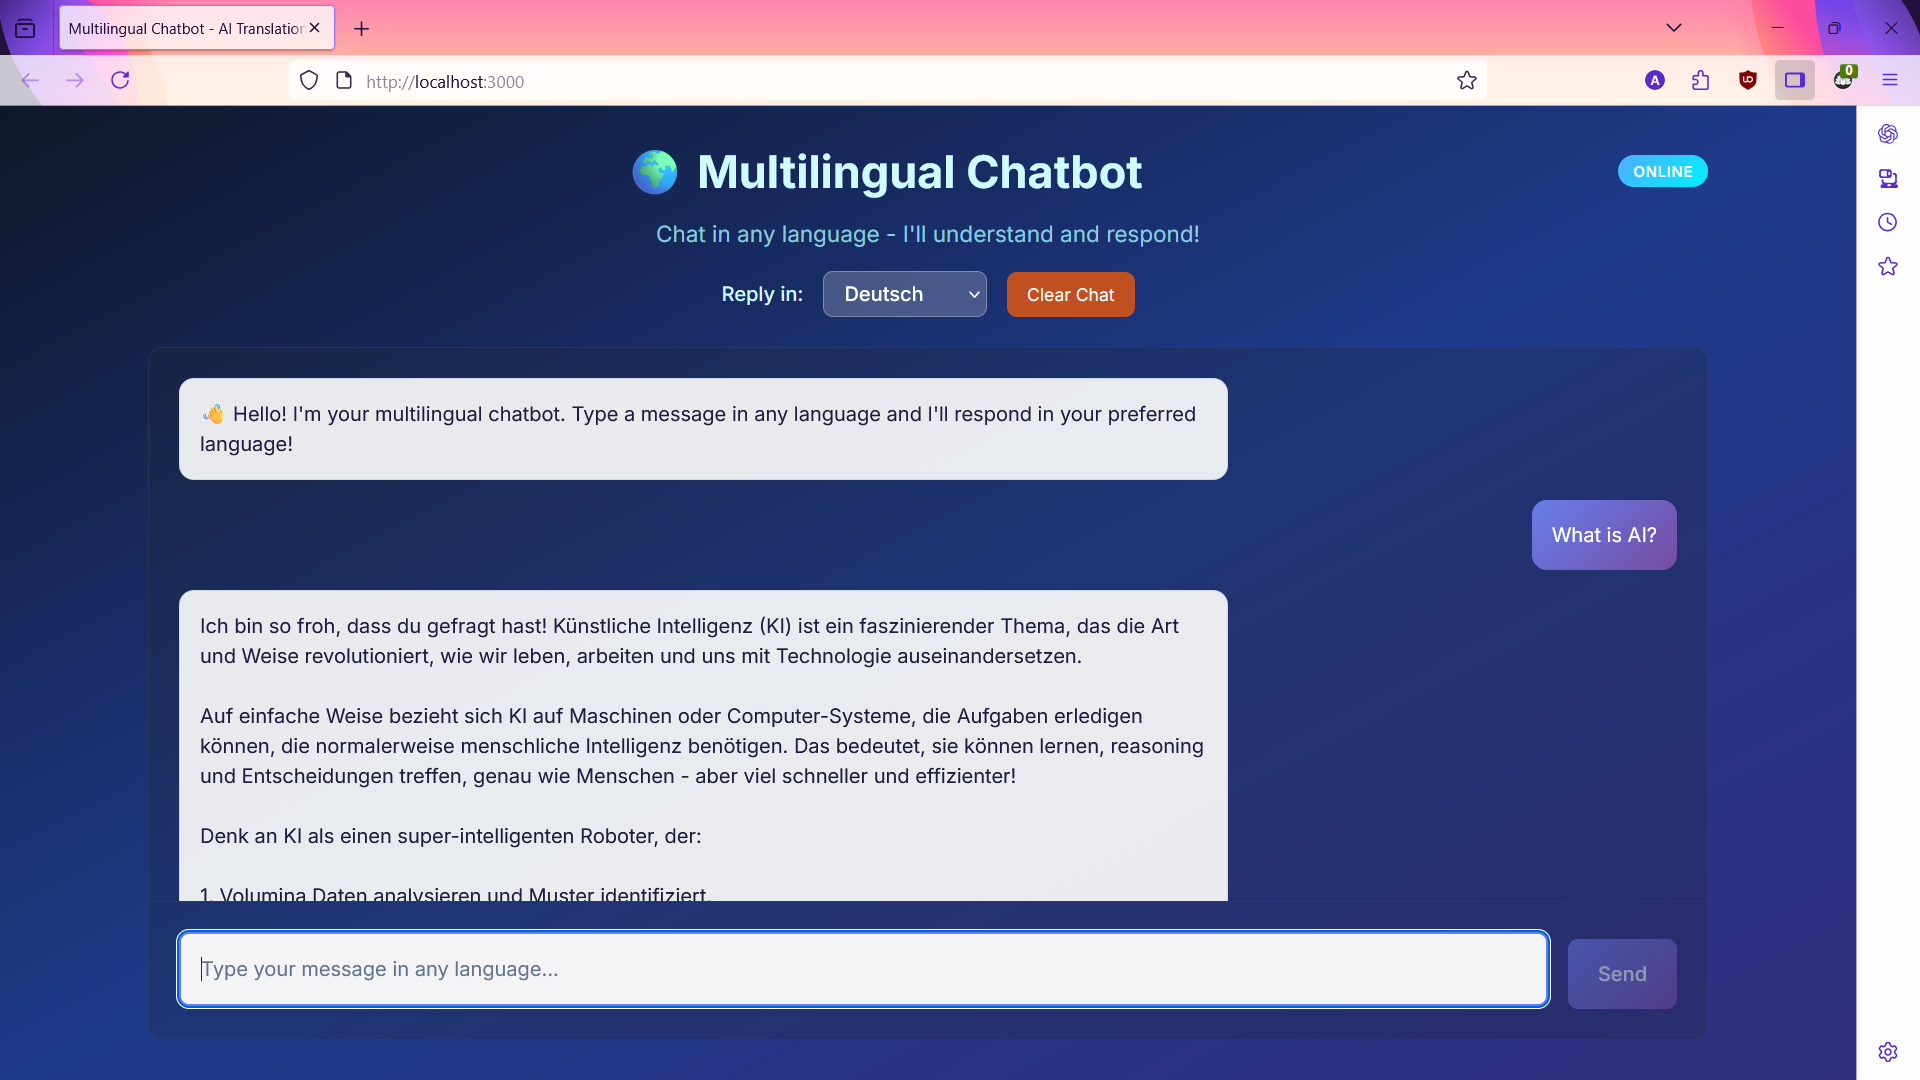 Multilingual Chatbot - AI Translation
http://localhost:3000
A
0
Multilingual Chatbot
ONLINE
Chat in any language - I'll understand and respond!
Reply in:
Deutsch
Clear Chat
👋 Hello! I'm your multilingual chatbot. Type a message in any language and I'll respond in your preferred
language!
What is AI?
Ich bin so froh, dass du gefragt hast! Künstliche Intelligenz (KI) ist ein faszinierender Thema, das die Art
und Weise revolutioniert, wie wir leben, arbeiten und uns mit Technologie auseinandersetzen.
Auf einfache Weise bezieht sich KI auf Maschinen oder Computer-Systeme, die Aufgaben erledigen
können, die normalerweise menschliche Intelligenz benötigen. Das bedeutet, sie können lernen, reasoning
und Entscheidungen treffen, genau wie Menschen - aber viel schneller und effizienter!
Denk an KI als einen super-intelligenten Roboter, der:
1. Volumina Daten analysieren und Muster identifiziert.
Type your message in any language...
Send